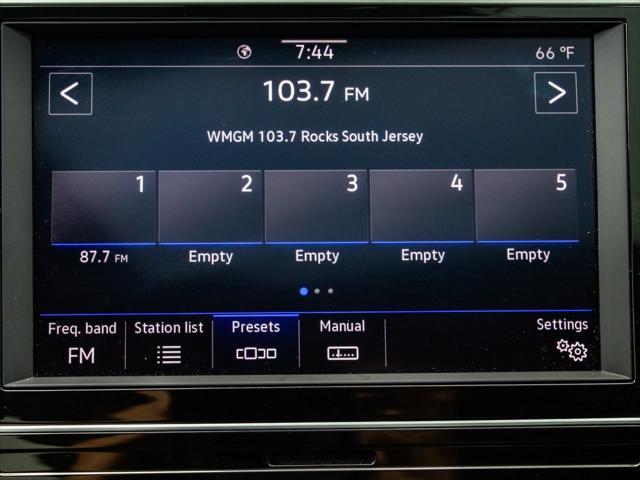 7:44 66 °F
103.7 FM
WMGM 103.7 Rocks South Jersey
1 2 3 4 5
87.7 FM Empty Empty Empty Empty
Freq. band Station list Presets Manual Settings
FM